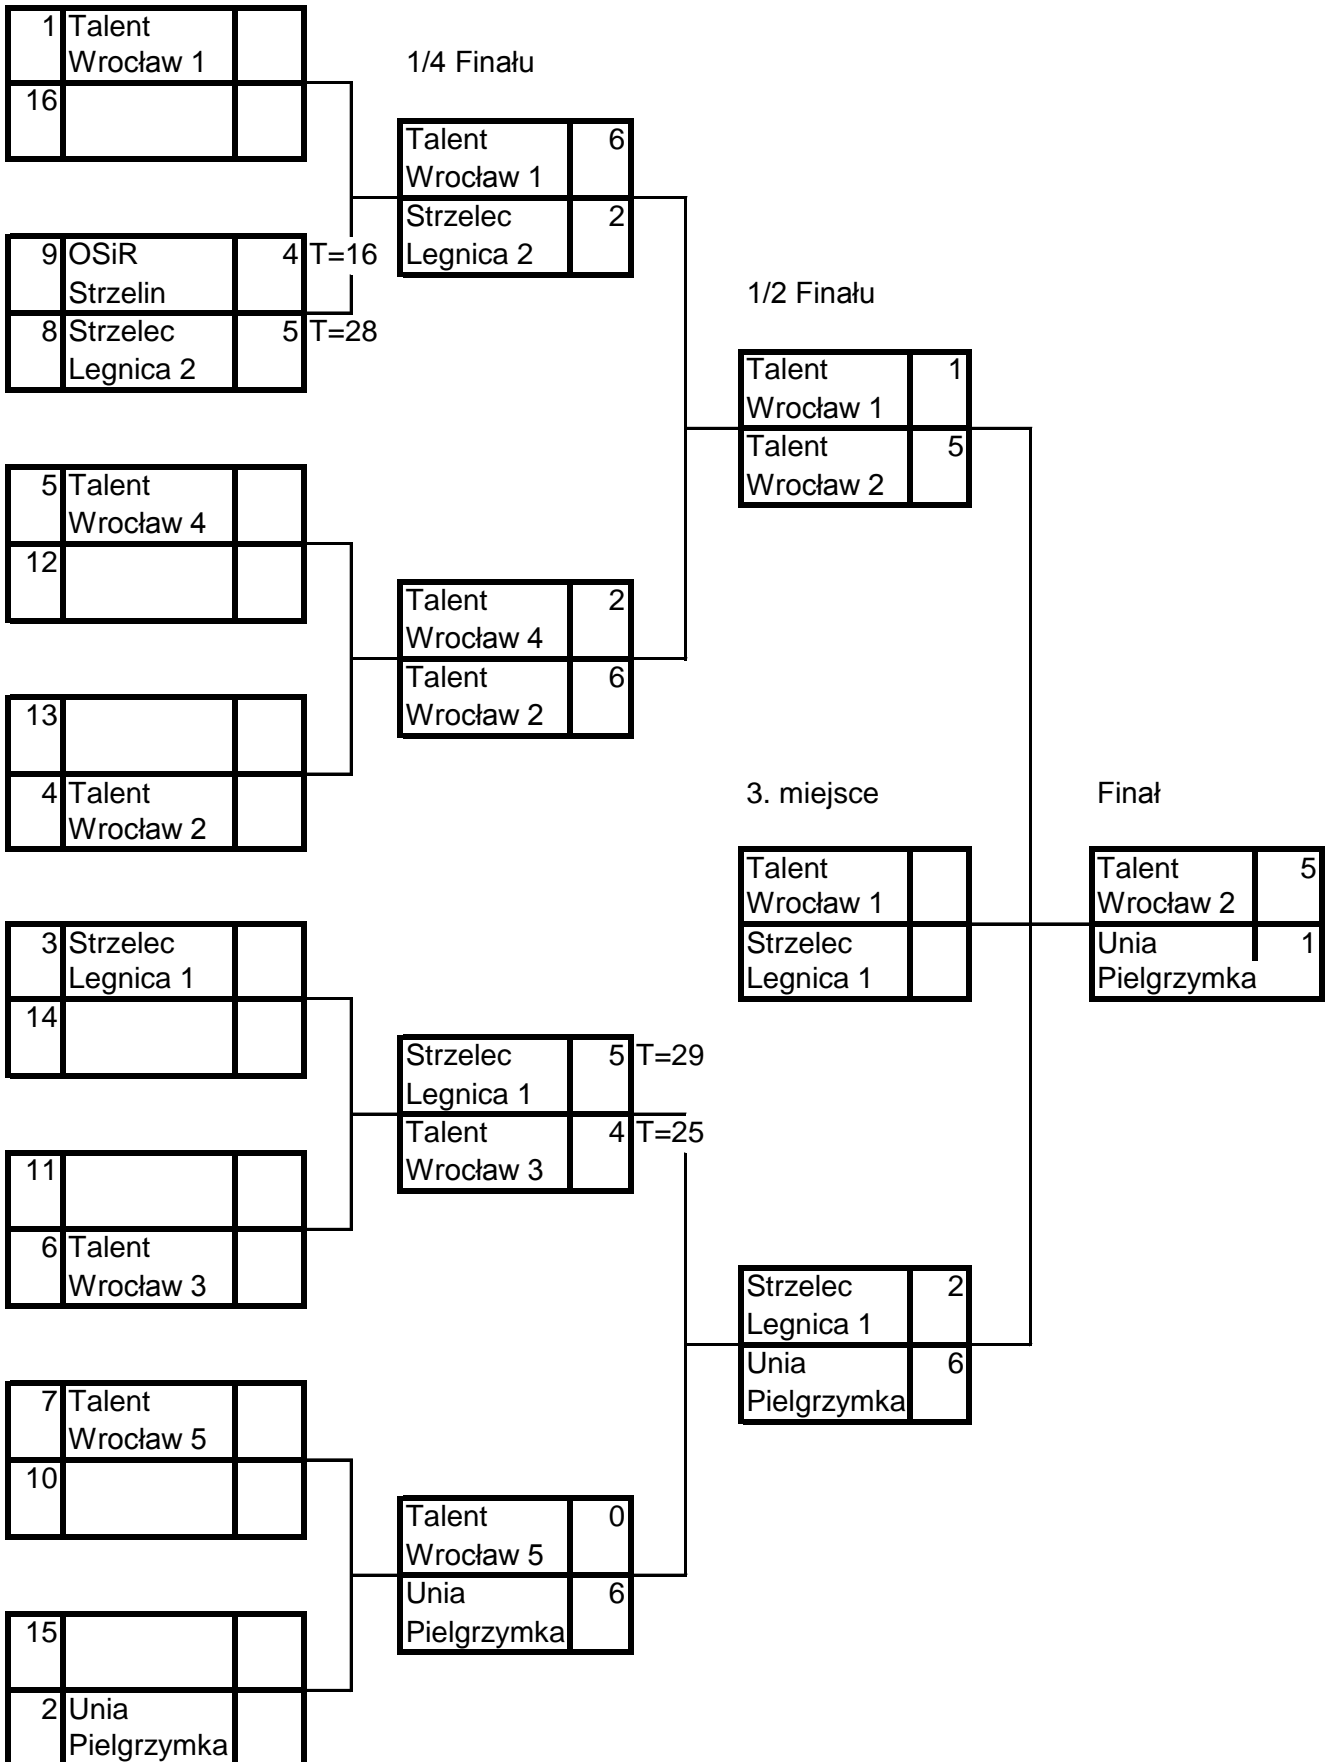 1 Talent
Wrocław 1
16
9 OSiR 4 T=16
Strzelin
8 Strzelec 5 T=28
Legnica 2
5 Talent
Wrocław 4
12
13
4 Talent
Wrocław 2
3 Strzelec
Legnica 1
14
11
6 Talent
Wrocław 3
7 Talent
Wrocław 5
10
15
2 Unia
Pielgrzymka
1/4 Finału
Talent 6
Wrocław 1
Strzelec 2
Legnica 2
Talent 2
Wrocław 4
Talent 6
Wrocław 2
Strzelec 5 T=29
Legnica 1
Talent 4 T=25
Wrocław 3
Talent 0
Wrocław 5
Unia 6
Pielgrzymka
1/2 Finału
Talent 1
Wrocław 1
Talent 5
Wrocław 2
3. miejsce
Talent
Wrocław 1
Strzelec
Legnica 1
Strzelec 2
Legnica 1
Unia 6
Pielgrzymka
Finał
Talent 5
Wrocław 2
Unia 1
Pielgrzymka